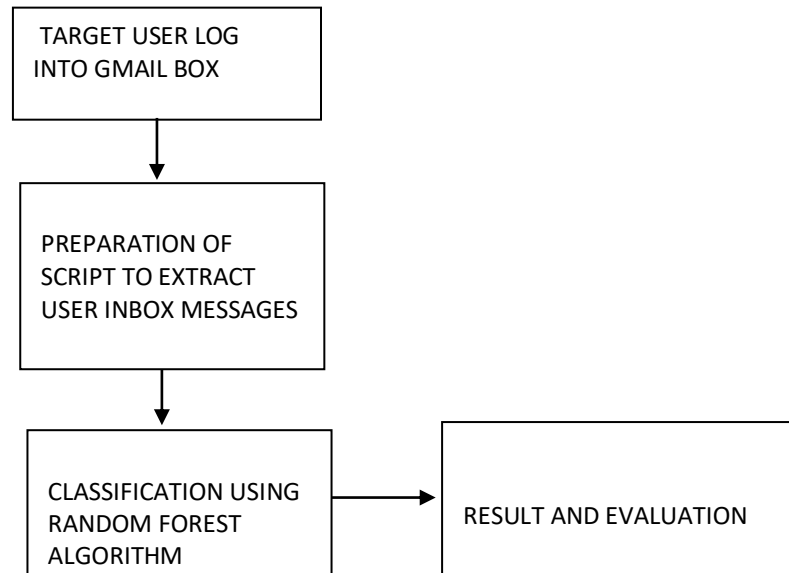 TARGET USER LOG
INTO GMAIL BOX
PREPARATION OF
SCRIPT TO EXTRACT
USER INBOX MESSAGES
CLASSIFICATION USING
RANDOM FOREST
ALGORITHM
RESULT AND EVALUATION